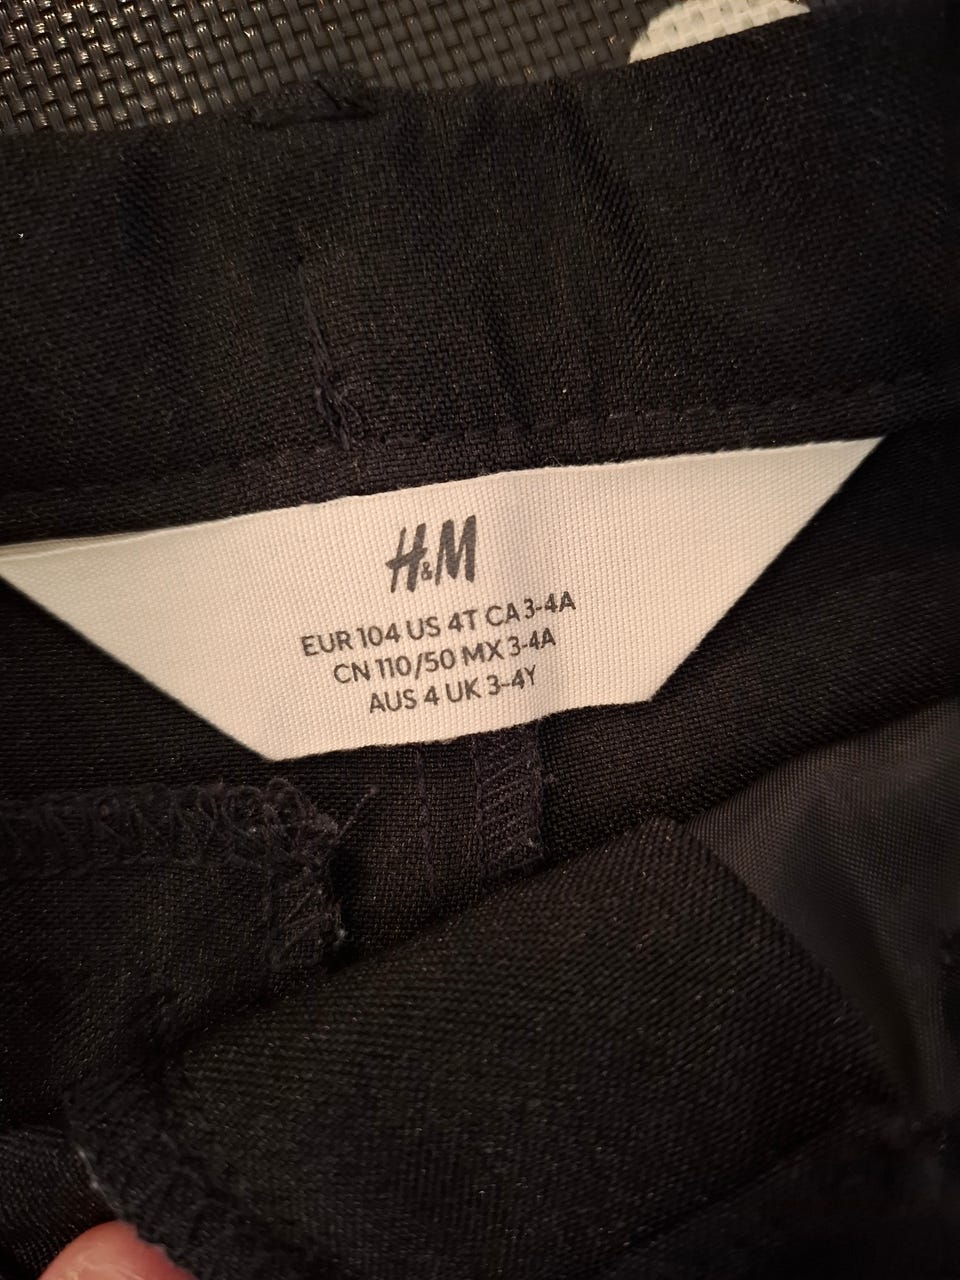 H&M
EUR 104 US 4T CA 3-4A
CN 110/50 MX 3-4A
AUS 4 UK 3-4Y